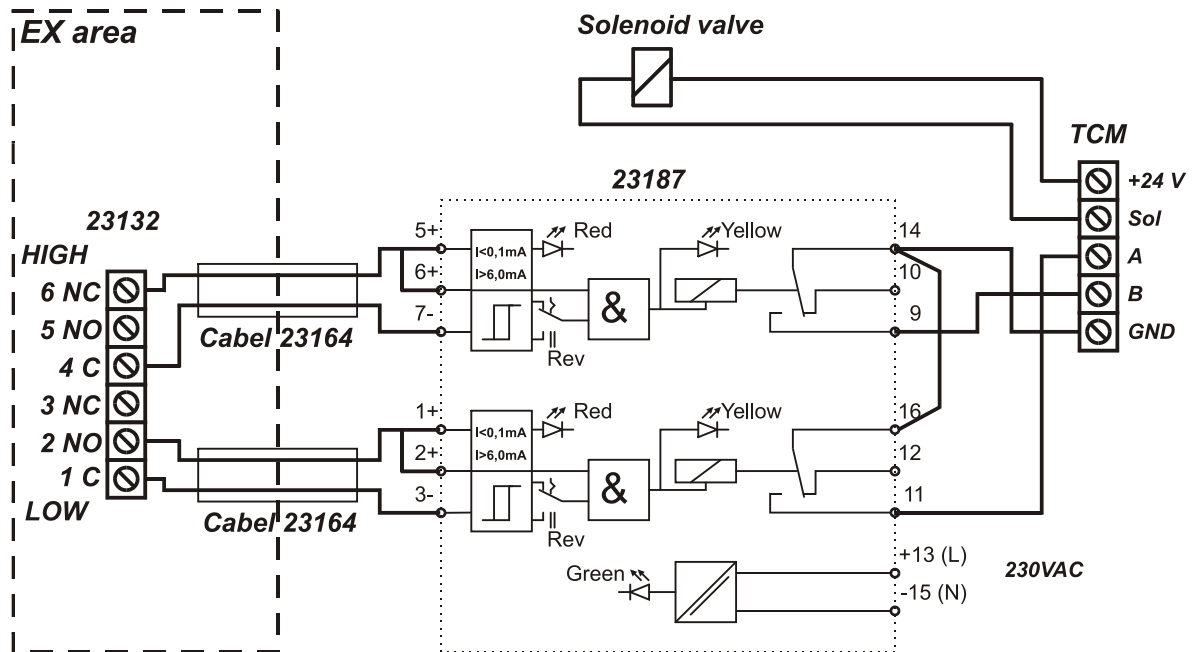 EX area
Solenoid valve
TCM
+24 V
Sol
A
B
GND
23187
23132
HIGH
6 NC
5 NO
4 C
3 NC
2 NO
1 C
LOW
Cabel 23164
Cabel 23164
5+
6+
7-
I<0,1mA
I>6,0mA
Red
Yellow
&
Rev
14
10
9
1+
2+
3-
I<0,1mA
I>6,0mA
Red
Yellow
&
Rev
16
12
11
Green
+13 (L)
-15 (N)
230VAC